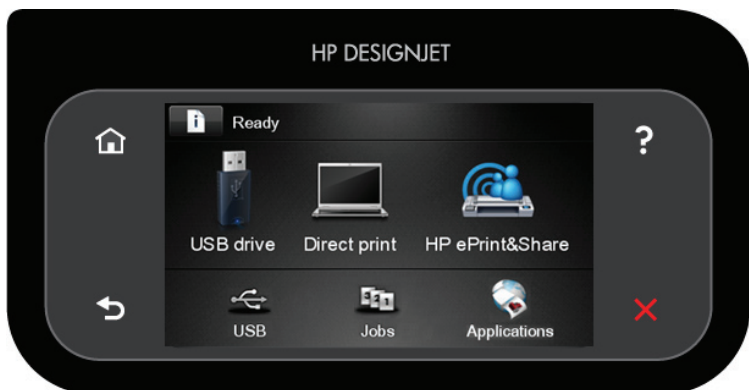 HP DESIGNJET
i Ready
?
USB drive Direct print HP ePrint&Share
USB Jobs Applications